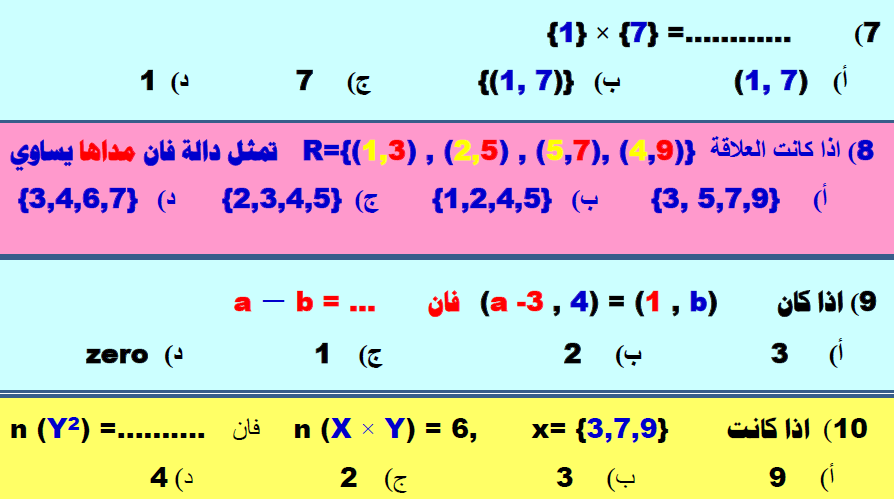 7) {1} × {7} =............
أ) (1, 7) ب) {(1, 7)} ج) 7 د) 1
8) اذا كانت العلاقة R={(1,3) , (2,5) , (5,7), (4,9)} تمثل دالة فان مداها يساوي
أ) {3, 5,7,9} ب) {1,2,4,5} ج) {2,3,4,5} د) {3,4,6,7}
9) اذا كان (a -3 , 4) = (1 , b) فان a − b = ...
أ) 3 ب) 2 ج) 1 د) zero
10) اذا كانت x= {3,7,9} n (X × Y) = 6, فان n (Y²) =..........
أ) 9 ب) 3 ج) 2 د) 4